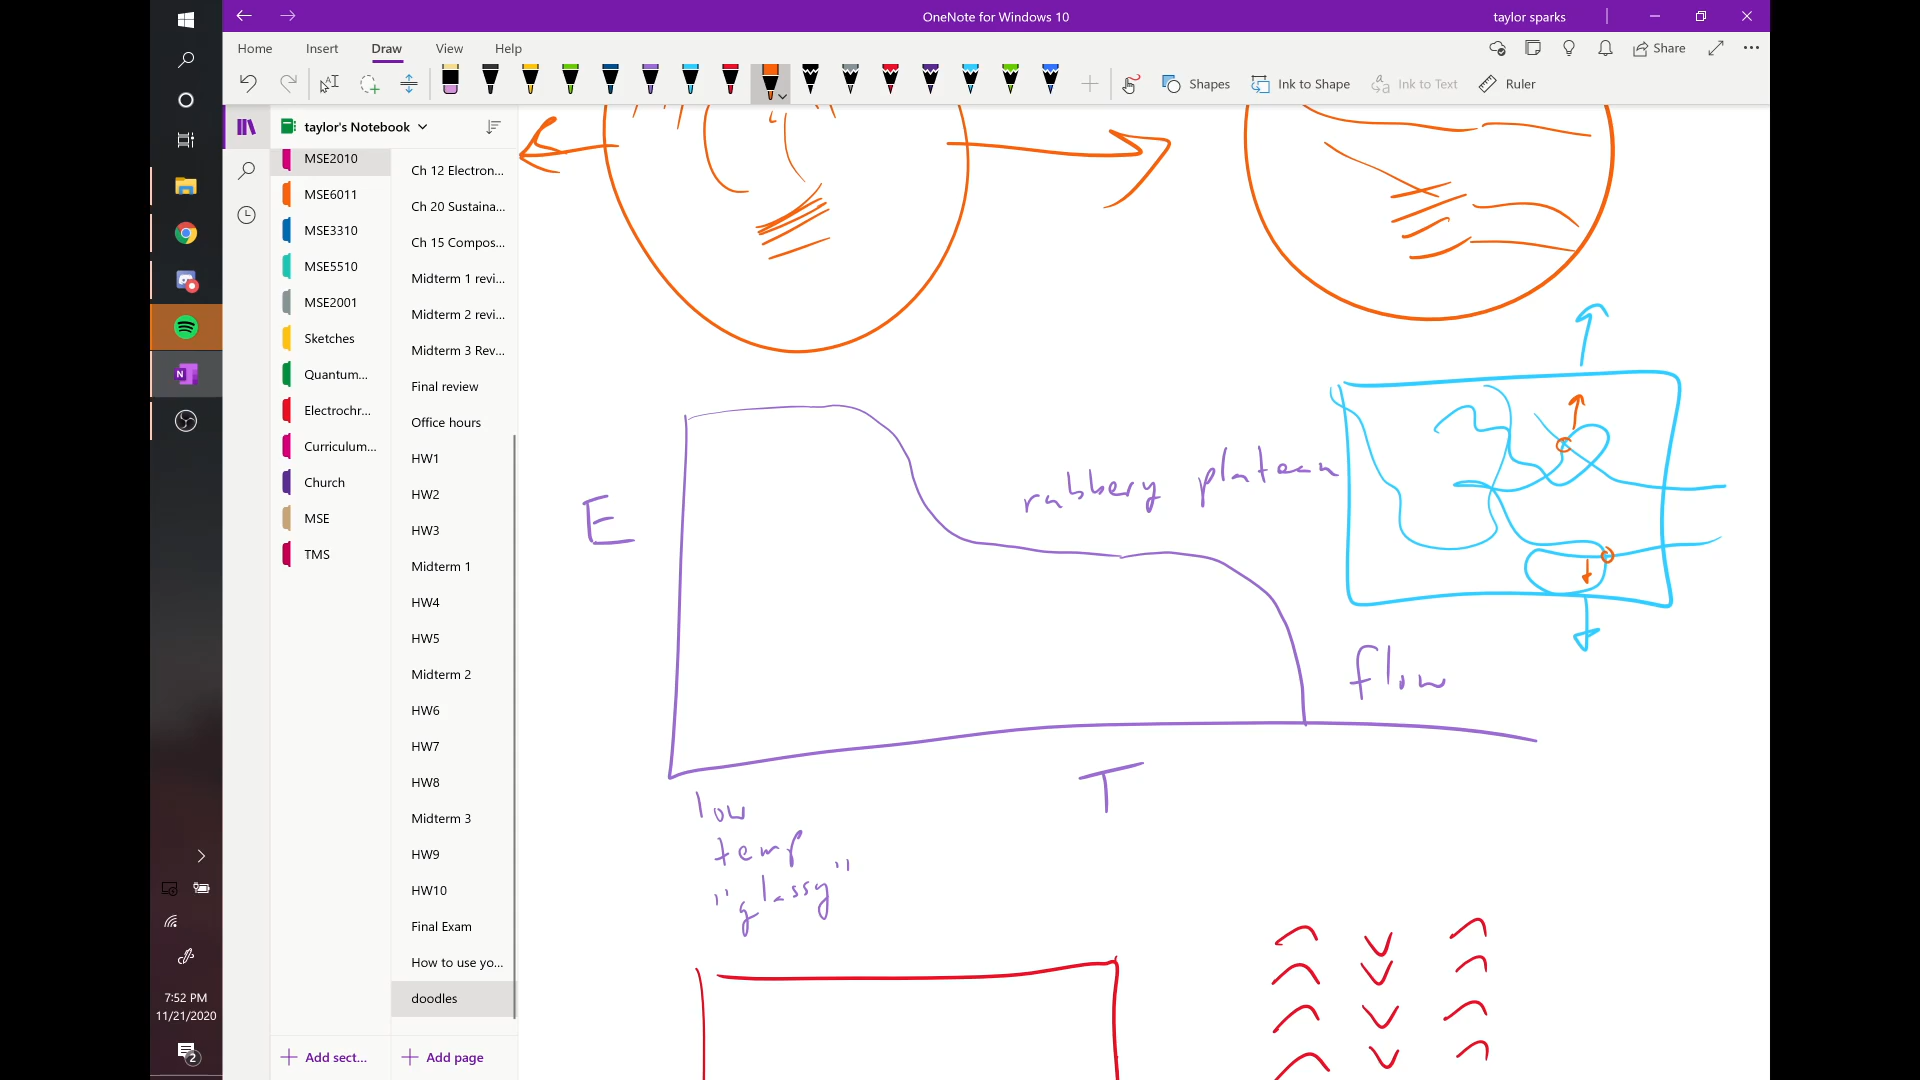 OneNote for Windows 10
taylor sparks
Home Insert Draw View Help
Share
Shapes
Ink to Shape
Ink to Text
Ruler
taylor's Notebook
MSE2010
MSE6011
MSE3310
MSE5510
MSE2001
Sketches
Quantum...
Electrochr...
Curriculum...
Church
MSE
TMS
Add sect...
Ch 12 Electron...
Ch 20 Sustaina...
Ch 15 Compos...
Midterm 1 revi...
Midterm 2 revi...
Midterm 3 Rev...
Final review
Office hours
HW1
HW2
HW3
Midterm 1
HW4
HW5
Midterm 2
HW6
HW7
HW8
Midterm 3
HW9
HW10
Final Exam
How to use yo...
doodles
Add page
E
rubbery plateau
flow
T
low
temp
"glassy"
7:52 PM
11/21/2020
2